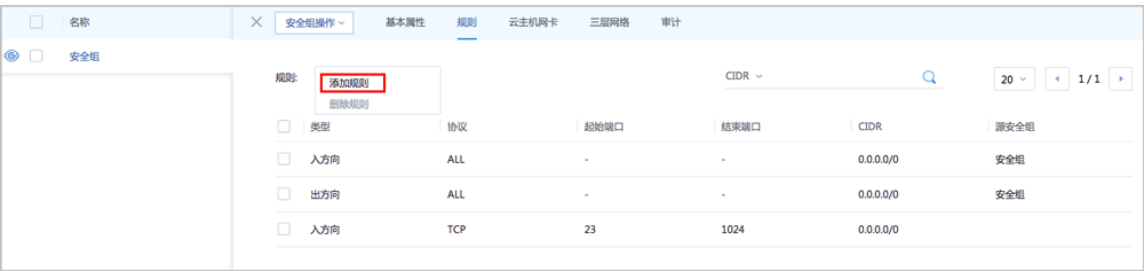 名称 安全组操作 基本属性 规则 云主机网卡 三层网络 审计
安全组
规则: 添加规则 CIDR 20 1 / 1
删除规则
类型 协议 起始端口 结束端口 CIDR 源安全组
入方向 ALL - - 0.0.0.0/0 安全组
出方向 ALL - - 0.0.0.0/0 安全组
入方向 TCP 23 1024 0.0.0.0/0